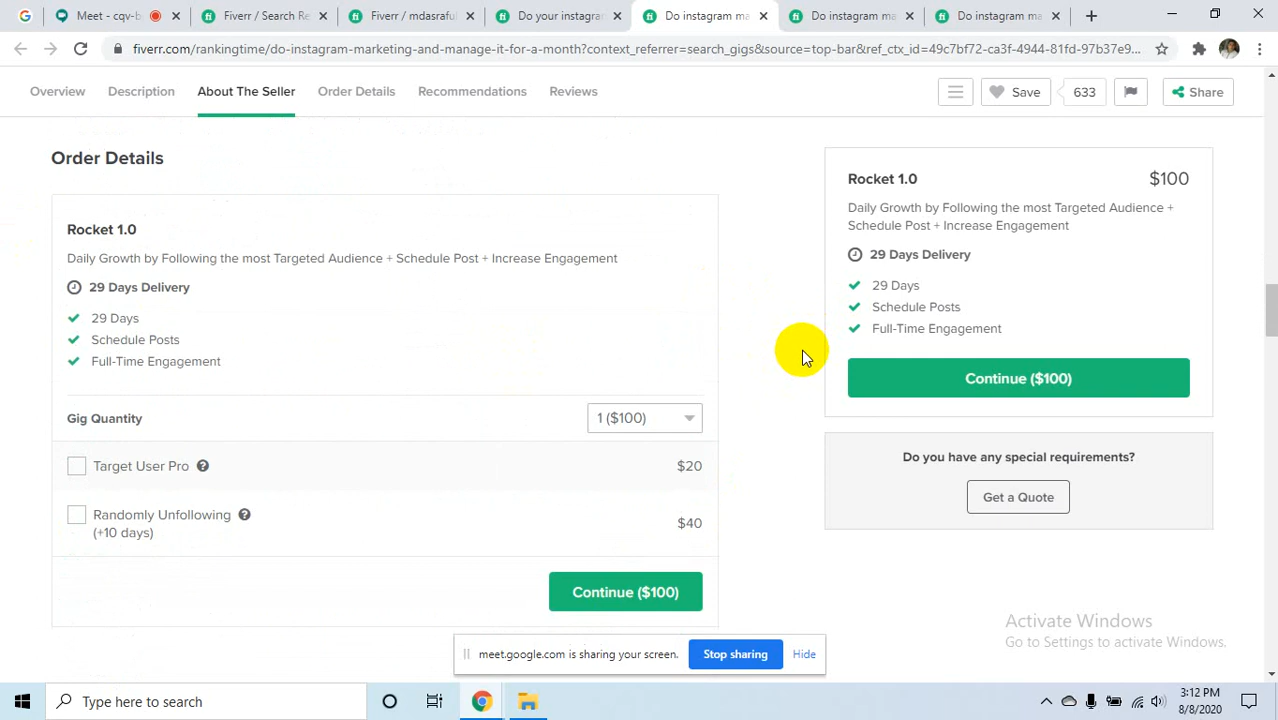 Meet - cqv-b
Fiverr / Search Re
Fiverr / mdasraful
Do your instagram
Do instagram ma
Do instagram ma
Do instagram ma
fiverr.com/rankingtime/do-instagram-marketing-and-manage-it-for-a-month?context_referrer=search_gigs&source=top-bar&ref_ctx_id=49c7bf72-ca3f-4944-81fd-97b37e9...
Overview
Description
About The Seller
Order Details
Recommendations
Reviews
Save
633
Share
Order Details
Rocket 1.0
Daily Growth by Following the most Targeted Audience + Schedule Post + Increase Engagement
29 Days Delivery
29 Days
Schedule Posts
Full-Time Engagement
Gig Quantity
1 ($100)
Target User Pro
$20
Randomly Unfollowing
(+10 days)
$40
Continue ($100)
Rocket 1.0
$100
Daily Growth by Following the most Targeted Audience +
Schedule Post + Increase Engagement
29 Days Delivery
29 Days
Schedule Posts
Full-Time Engagement
Continue ($100)
Do you have any special requirements?
Get a Quote
Activate Windows
Go to Settings to activate Windows.
meet.google.com is sharing your screen.
Stop sharing
Hide
Type here to search
3:12 PM
8/8/2020